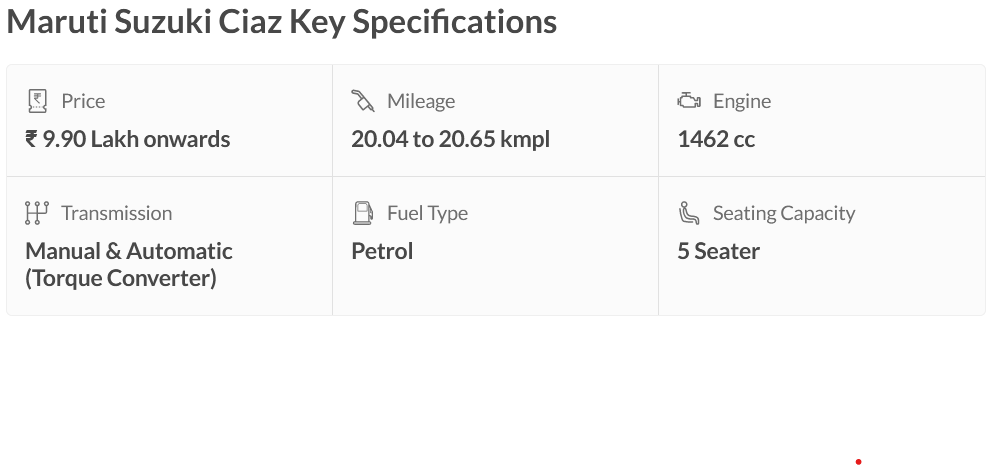 Maruti Suzuki Ciaz Key Specifications
Price
₹ 9.90 Lakh onwards
Mileage
20.04 to 20.65 kmpl
Engine
1462 cc
Transmission
Manual & Automatic
(Torque Converter)
Fuel Type
Petrol
Seating Capacity
5 Seater